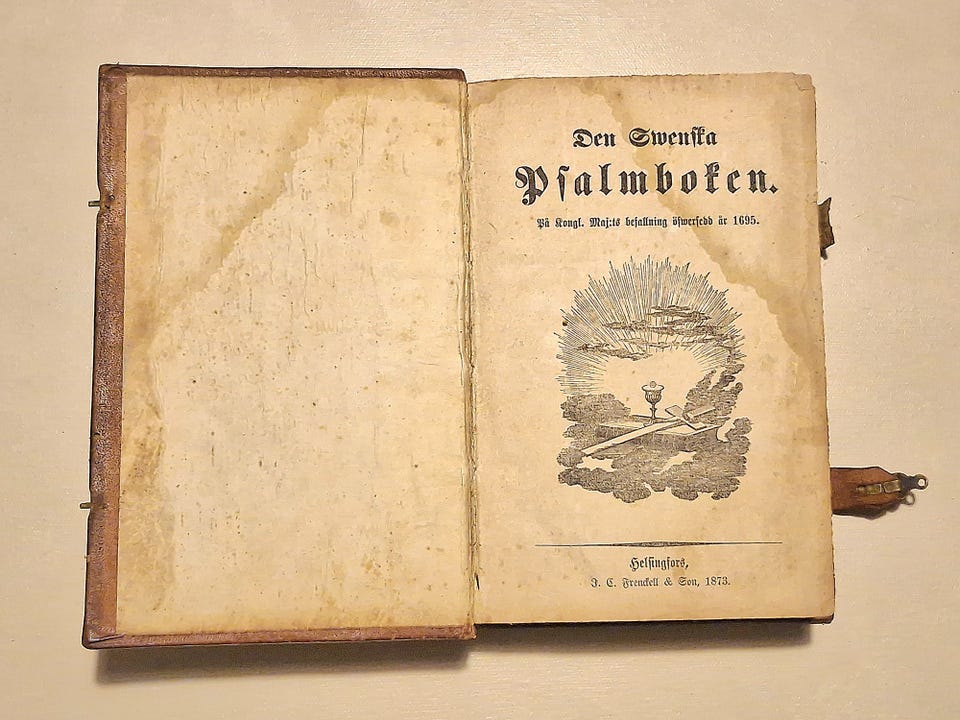 Den Swenska
Psalmboken.
På Kongl. Maj:ts befallning öfwersedd år 1695.
Helsingfors,
J. C. Frenckell & Son, 1873.